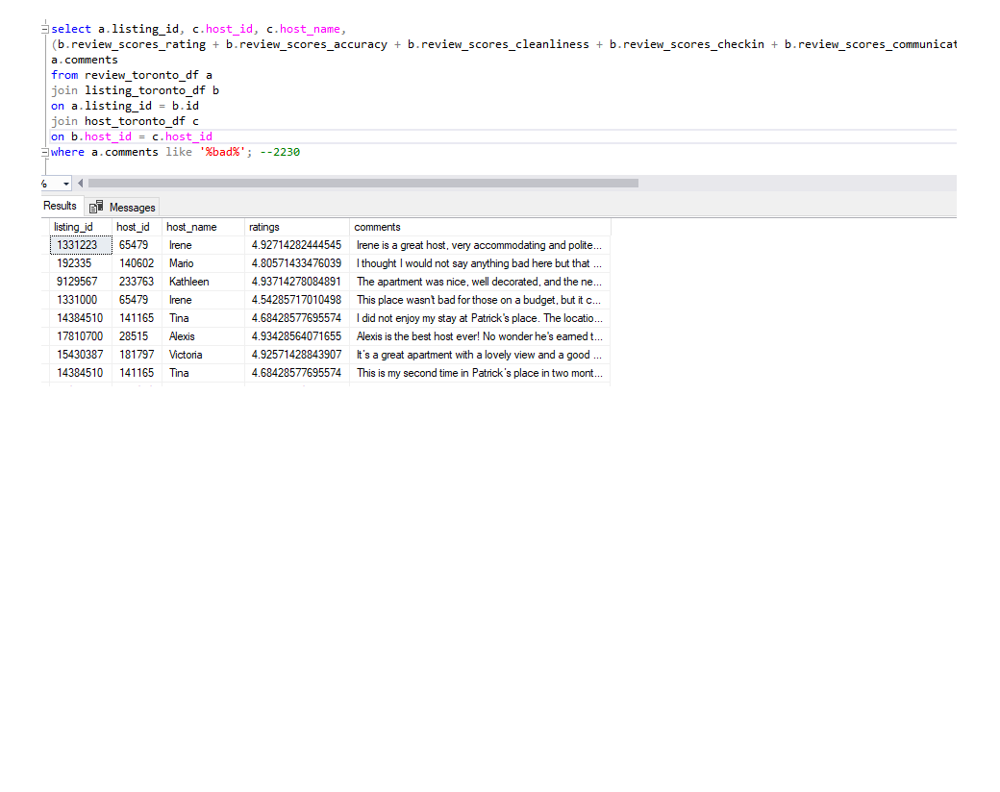 select a.listing_id, c.host_id, c.host_name,
(b.review_scores_rating + b.review_scores_accuracy + b.review_scores_cleanliness + b.review_scores_checkin + b.review_scores_communicat
a.comments
from review_toronto_df a
join listing_toronto_df b
on a.listing_id = b.id
join host_toronto_df c
on b.host_id = c.host_id
where a.comments like '%bad%'; --2230
%
Results Messages
listing_id host_id host_name ratings comments
1331223 65479 Irene 4.92714282444545 Irene is a great host, very accommodating and polite...
192335 140602 Mario 4.80571433476039 I thought I would not say anything bad here but that ...
9129567 233763 Kathleen 4.93714278084891 The apartment was nice, well decorated, and the ne...
1331000 65479 Irene 4.54285717010498 This place wasn't bad for those on a budget, but it c...
14384510 141165 Tina 4.68428577695574 I did not enjoy my stay at Patrick's place. The locatio...
17810700 28515 Alexis 4.93428564071655 Alexis is the best host ever! No wonder he's earned t...
15430387 181797 Victoria 4.92571428843907 It's a great apartment with a lovely view and a good ...
14384510 141165 Tina 4.68428577695574 This is my second time in Patrick´s place in two mont...